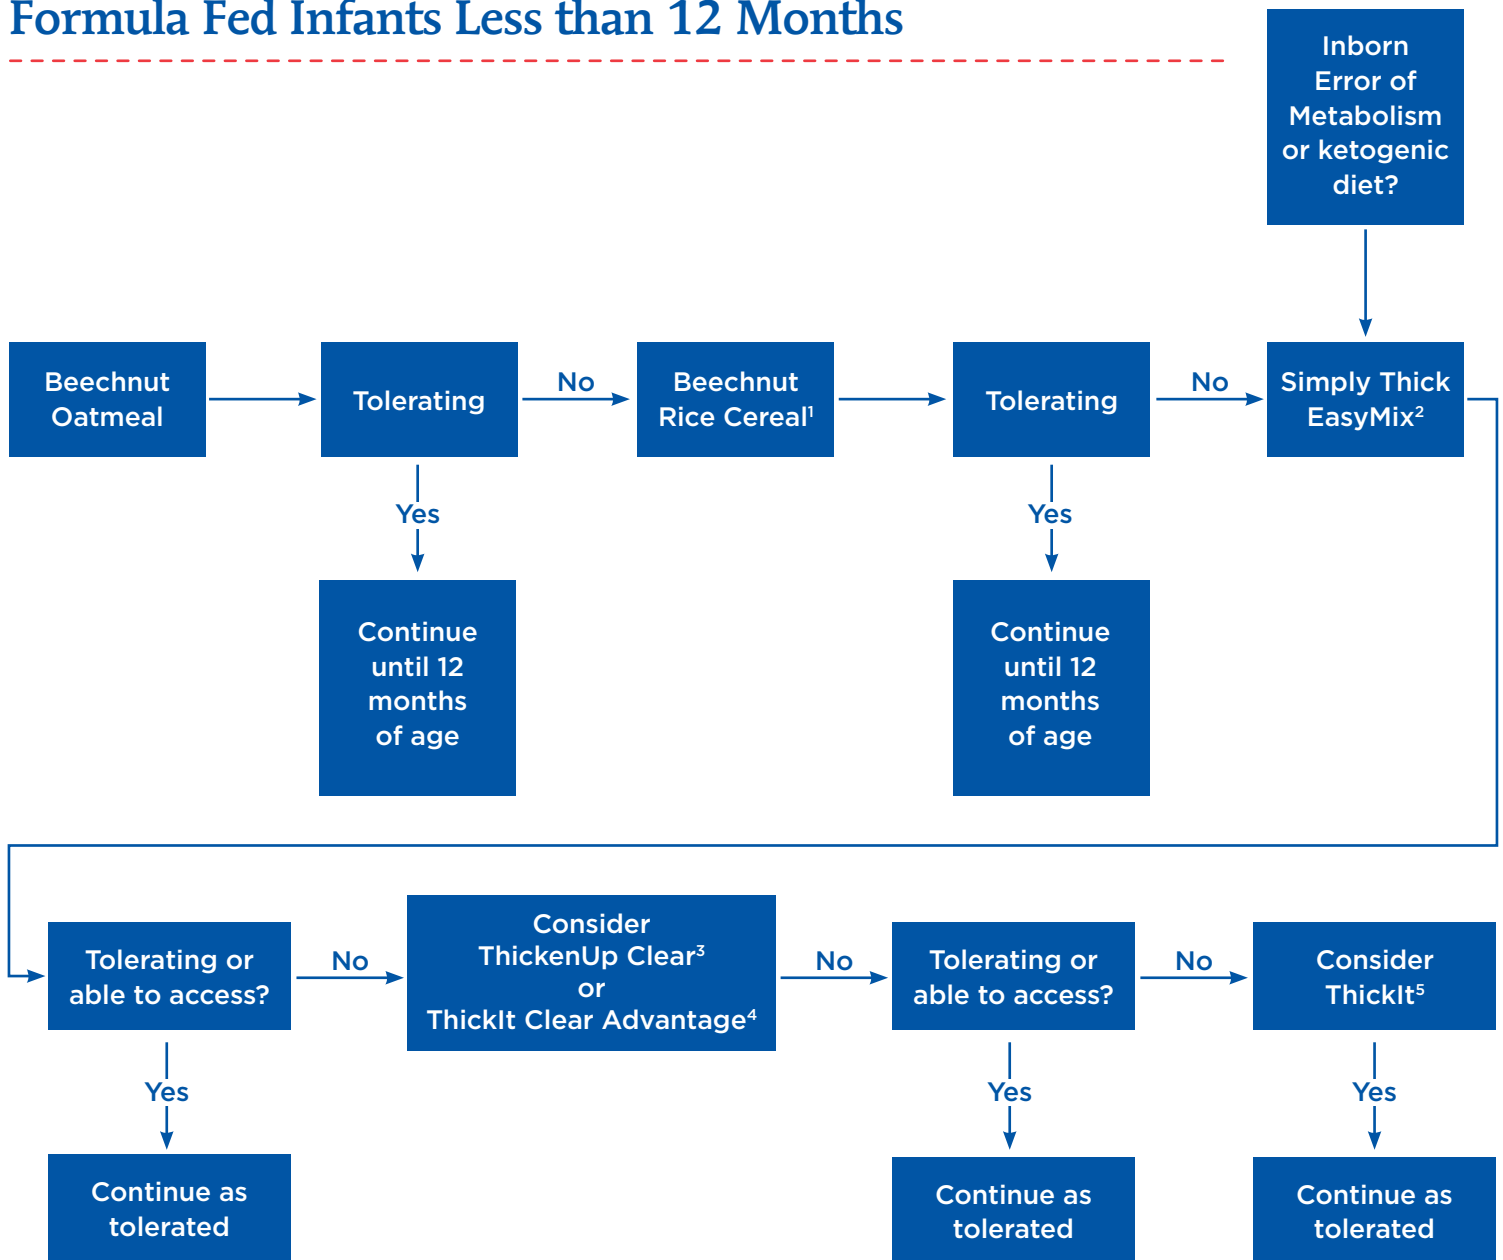 Formula Fed Infants Less than 12 Months
Inborn
Error of
Metabolism
or ketogenic
diet?
Beechnut
Oatmeal
Tolerating
No
Beechnut
Rice Cereal¹
Tolerating
No
Simply Thick
EasyMix²
Yes
Yes
Continue
until 12
months
of age
Continue
until 12
months
of age
Tolerating or
able to access?
No
Consider
ThickenUp Clear³
or
ThickIt Clear Advantage⁴
No
Tolerating or
able to access?
No
Consider
ThickIt⁵
Yes
Yes
Yes
Continue as
tolerated
Continue as
tolerated
Continue as
tolerated